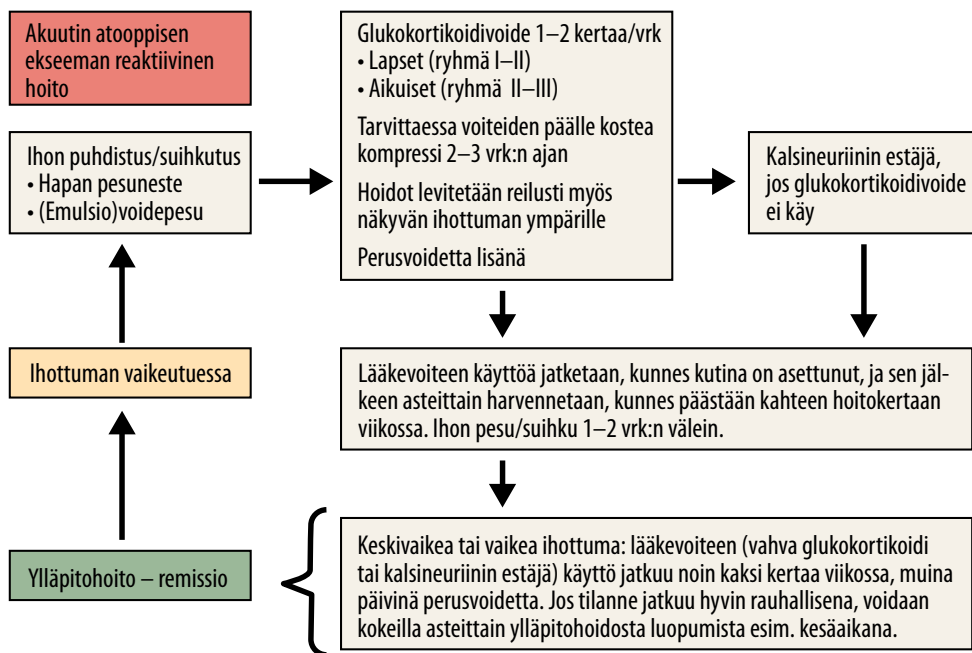 Akuutin atooppisen
ekseeman reaktiivinen
hoito
Ihon puhdistus/suihkutus
• Hapan pesuneste
• (Emulsio)voidepesu
Glukokortikoidivoide 1–2 kertaa/vrk
• Lapset (ryhmä I–II)
• Aikuiset (ryhmä II–III)
Tarvittaessa voiteiden päälle kostea
kompressi 2–3 vrk:n ajan
Hoidot levitetään reilusti myös
näkyvän ihottuman ympärille
Perusvoidetta lisänä
Kalsineuriinin estäjä,
jos glukokortikoidivoide
ei käy
Ihottuman vaikeutuessa
Lääkevoiteen käyttöä jatketaan, kunnes kutina on asettunut, ja sen jäl-
keen asteittain harvennetaan, kunnes päästään kahteen hoitokertaan
viikossa. Ihon pesu/suihku 1–2 vrk:n välein.
Ylläpitohoito – remissio
Keskivaikea tai vaikea ihottuma: lääkevoiteen (vahva glukokortikoidi
tai kalsineuriinin estäjä) käyttö jatkuu noin kaksi kertaa viikossa, muina
päivinä perusvoidetta. Jos tilanne jatkuu hyvin rauhallisena, voidaan
kokeilla asteittain ylläpitohoidosta luopumista esim. kesäaikana.